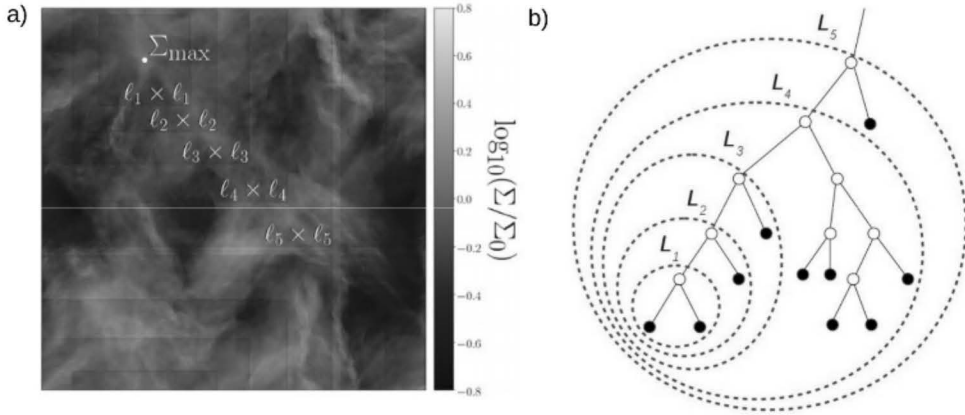 a)
Σmax
ℓ1 × ℓ1
ℓ2 × ℓ2
ℓ3 × ℓ3
ℓ4 × ℓ4
ℓ5 × ℓ5
0.8
0.6
0.4
0.2
0.0
−0.2
−0.4
−0.6
−0.8
log10(Σ/Σ0)
b)
L5
L4
L3
L2
L1